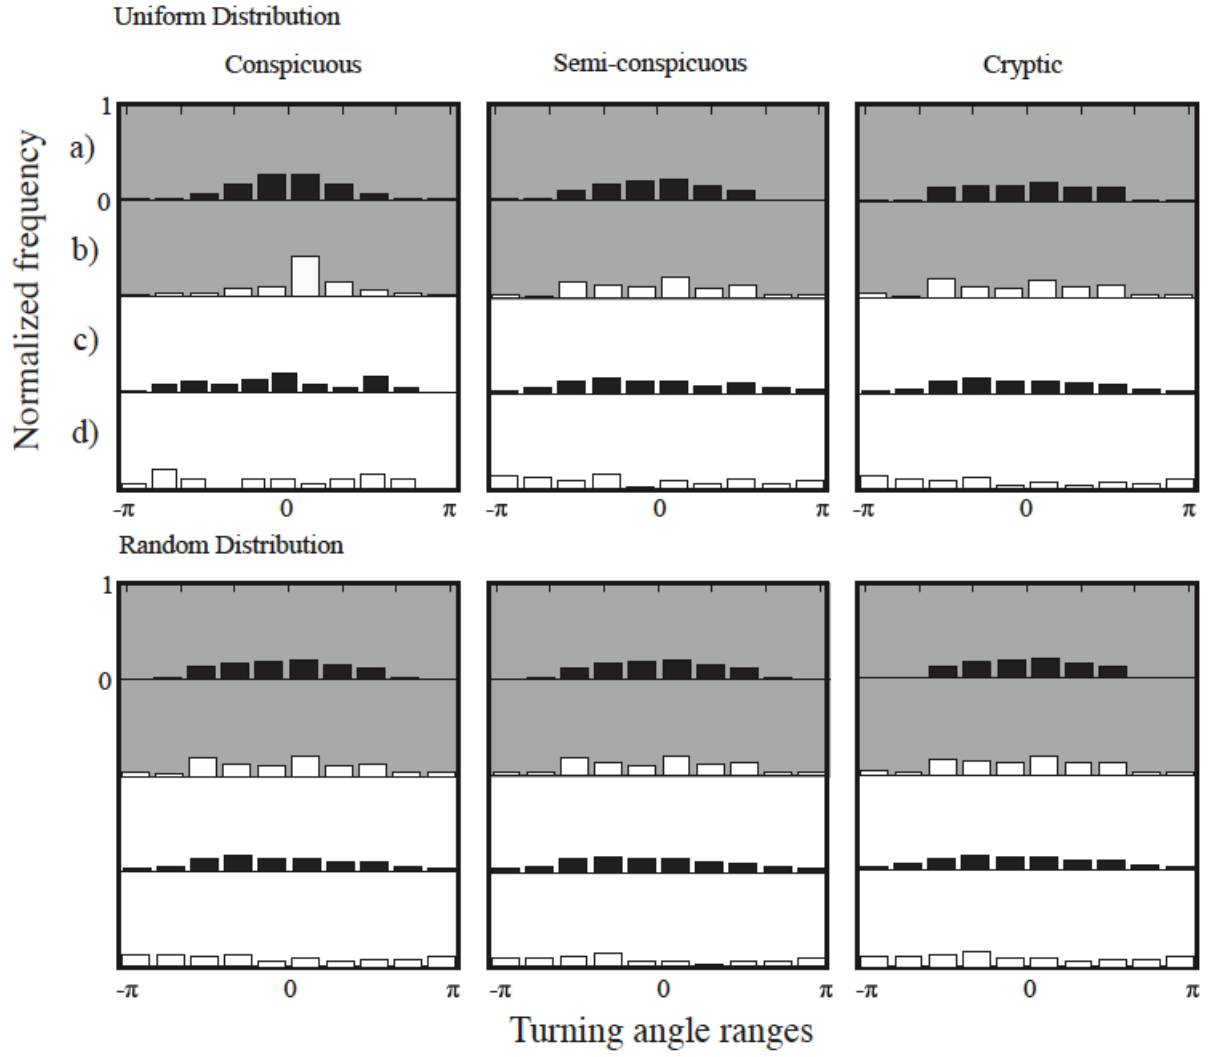 Uniform Distribution
Conspicuous Semi-conspicuous Cryptic
Normalized frequency
1
a)
0
b)
c)
d)
-π 0 π -π 0 π -π 0 π
Random Distribution
1
0
-π 0 π -π 0 π -π 0 π
Turning angle ranges